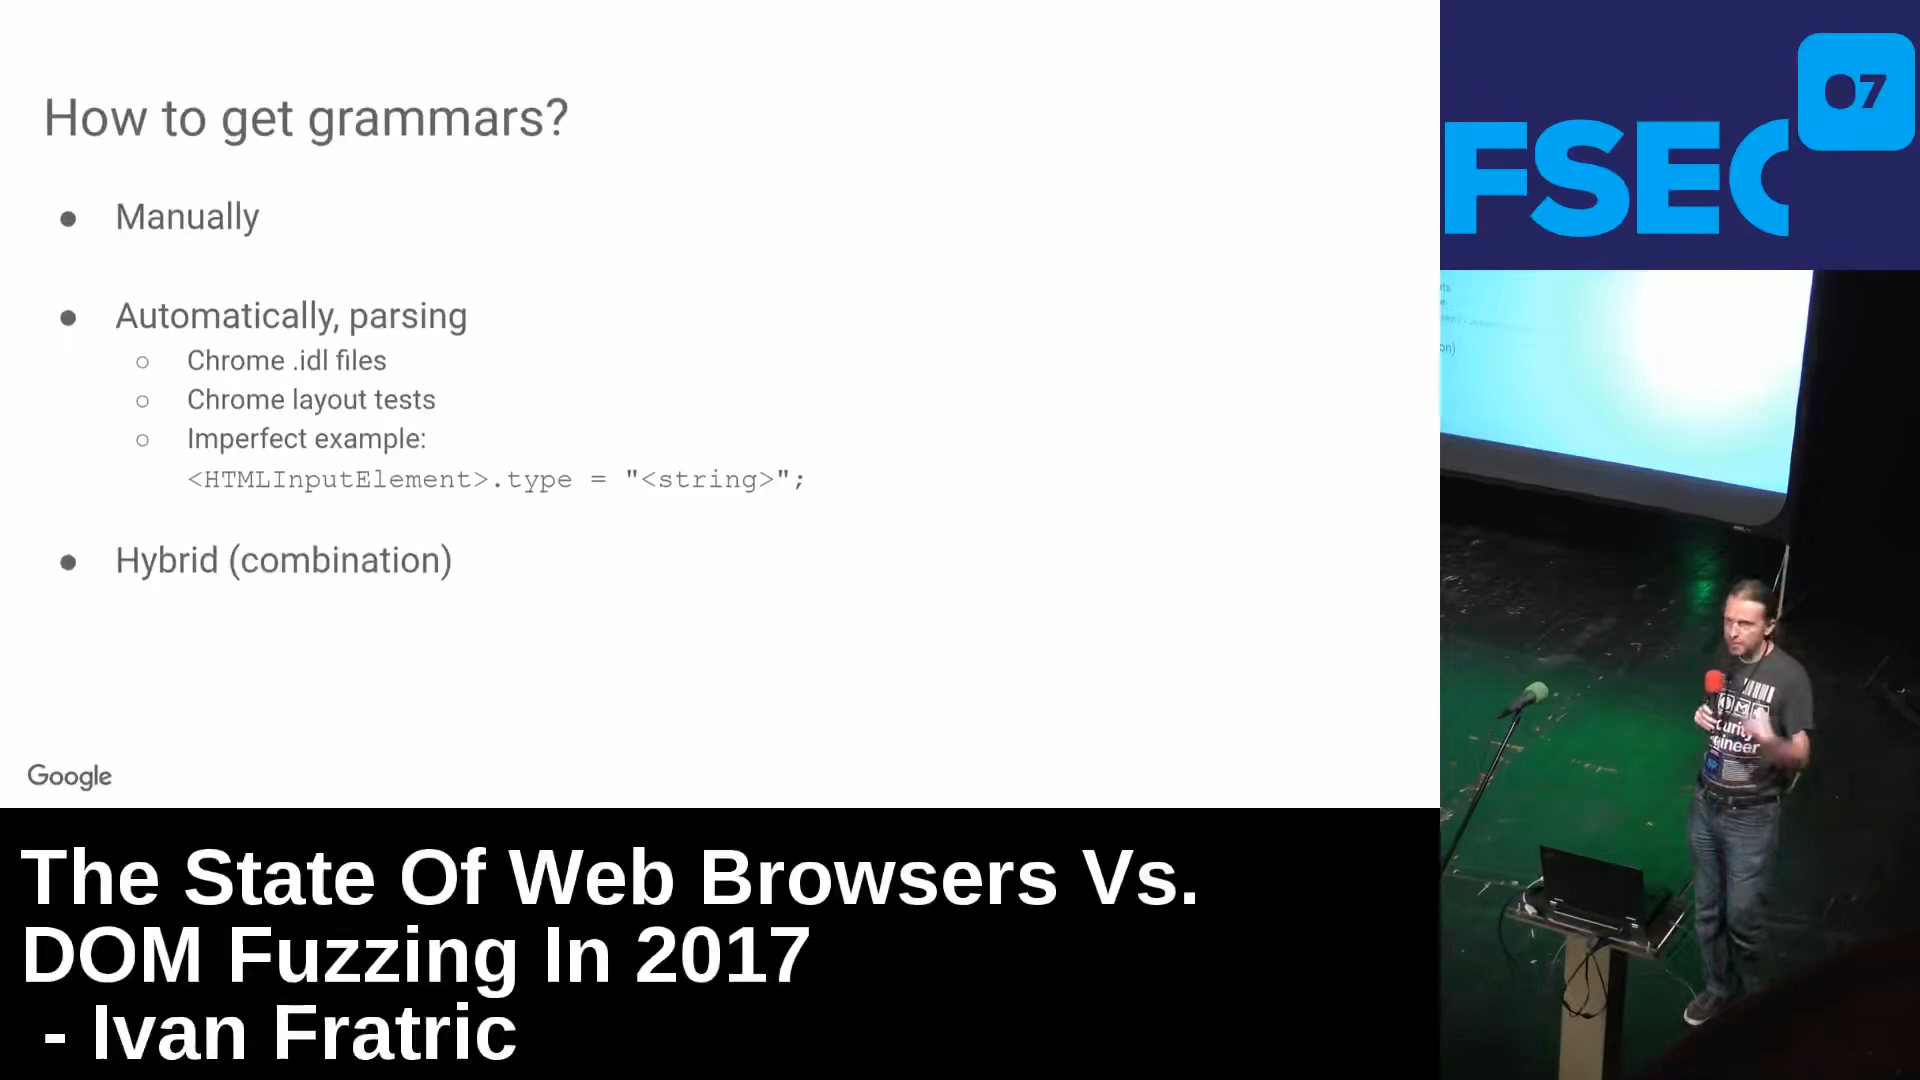 How to get grammars?
● Manually
● Automatically, parsing
○ Chrome .idl files
○ Chrome layout tests
○ Imperfect example:
<HTMLInputElement>.type = "<string>";
● Hybrid (combination)
Google
The State Of Web Browsers Vs.
DOM Fuzzing In 2017
- Ivan Fratric
07
FSEC